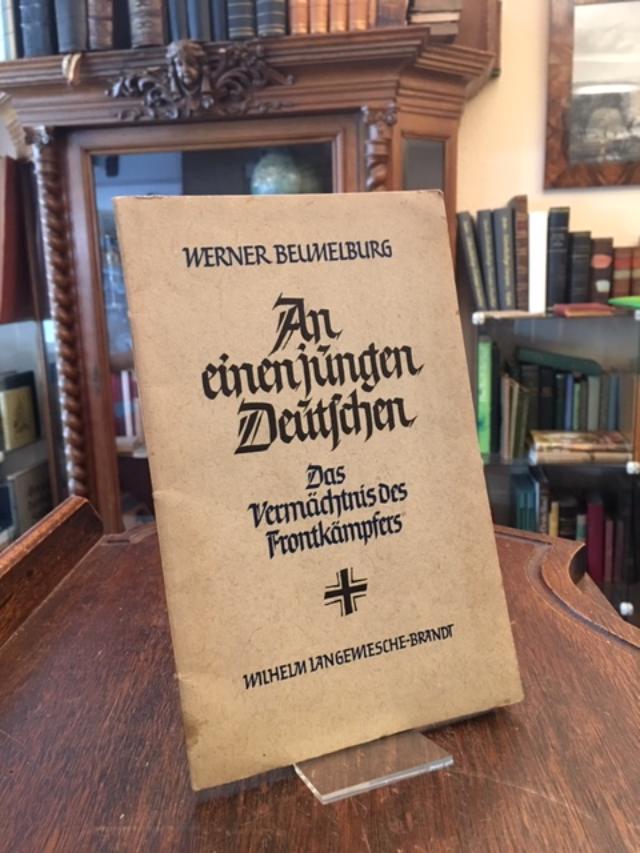 WERNER BEUMELBURG
An
einen jungen
Deutschen
Das
Vermächtnis des
Frontkämpfers
WILHELM LANGEWIESCHE-BRANDT